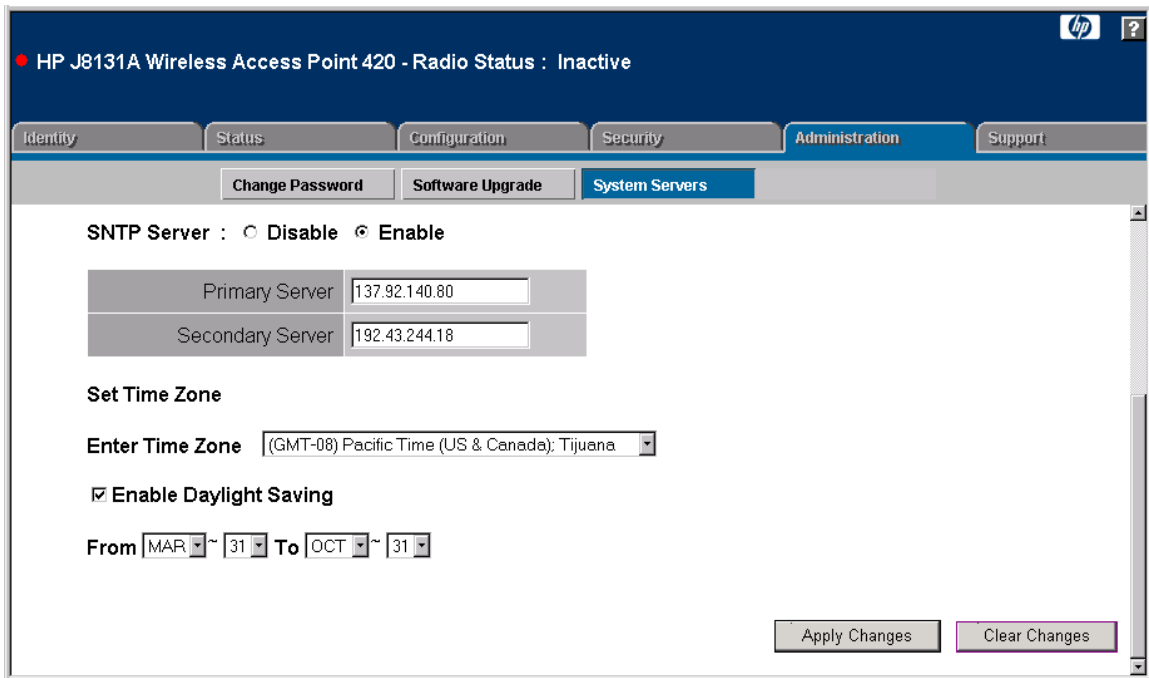 hp ?
HP J8131A Wireless Access Point 420 - Radio Status : Inactive
Identity Status Configuration Security Administration Support
Change Password Software Upgrade System Servers
SNTP Server : Disable Enable
Primary Server 137.92.140.80
Secondary Server 192.43.244.18
Set Time Zone
Enter Time Zone (GMT-08) Pacific Time (US & Canada); Tijuana
Enable Daylight Saving
From MAR ~ 31 To OCT ~ 31
Apply Changes Clear Changes